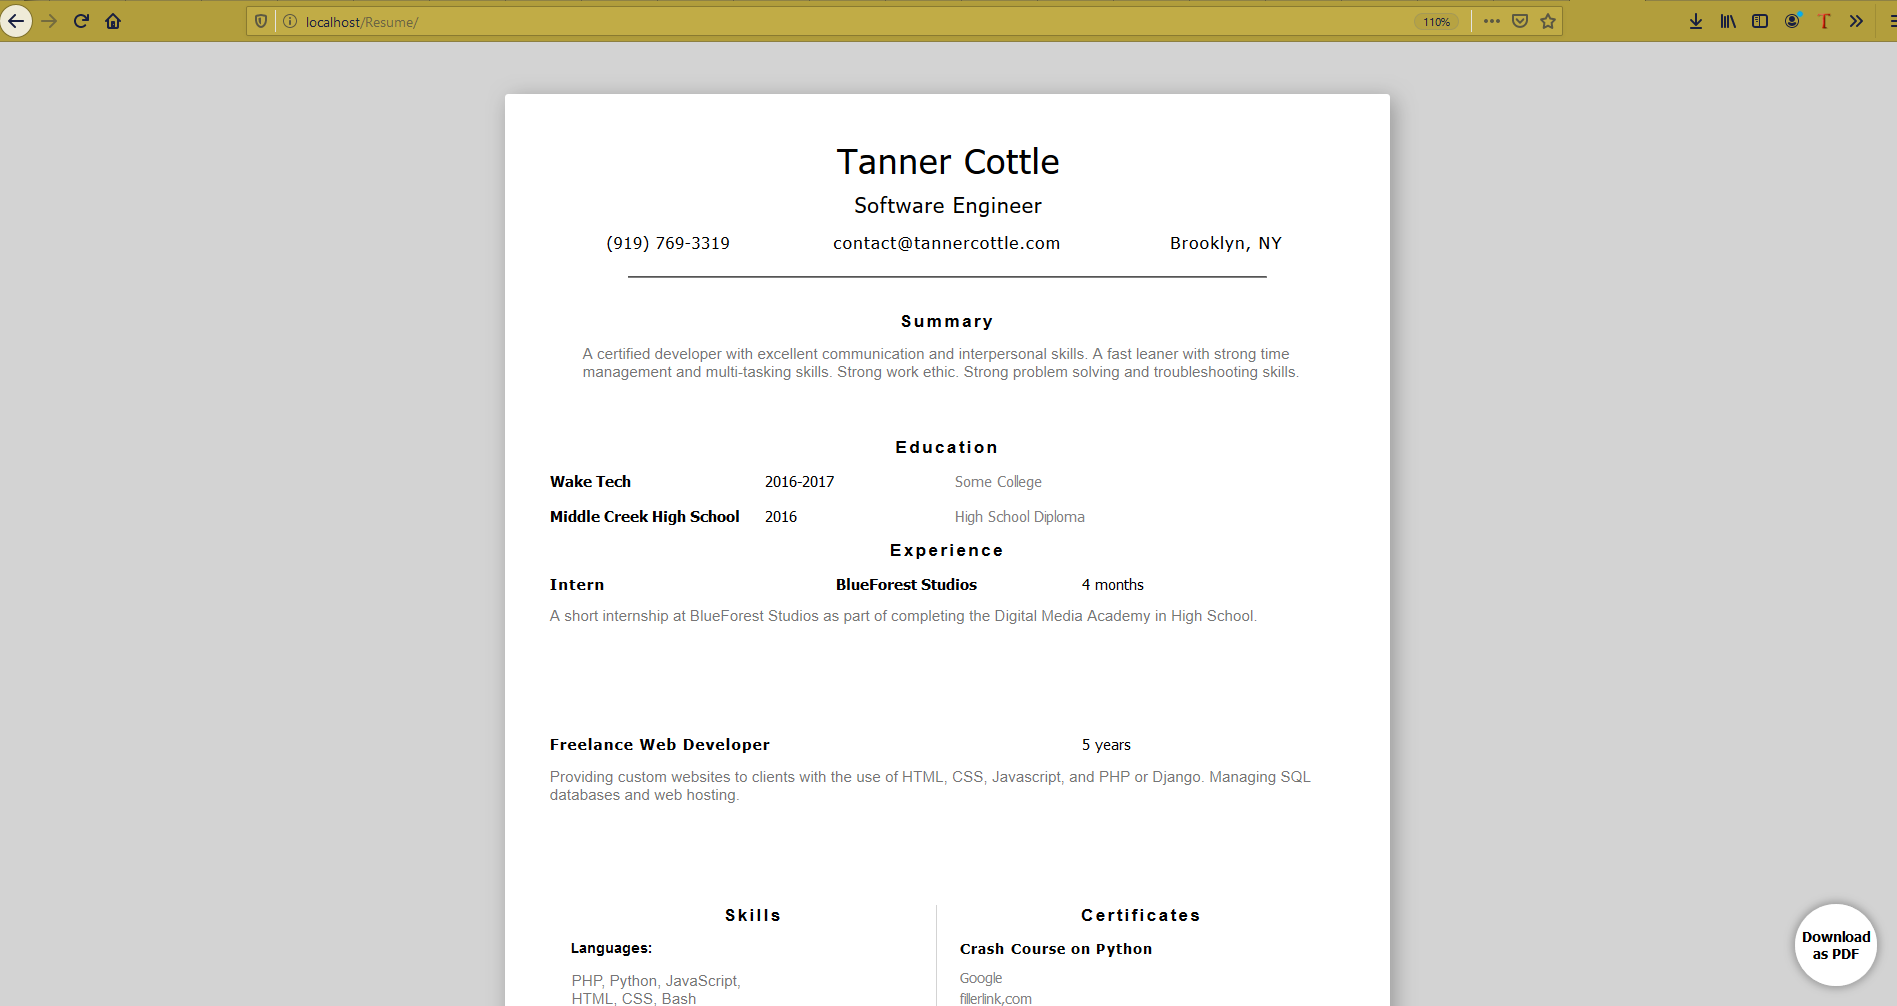 localhost/Resume/
110%
Tanner Cottle
Software Engineer
(919) 769-3319 contact@tannercottle.com Brooklyn, NY
Summary
A certified developer with excellent communication and interpersonal skills. A fast leaner with strong time
management and multi-tasking skills. Strong work ethic. Strong problem solving and troubleshooting skills.
Education
Wake Tech 2016-2017 Some College
Middle Creek High School 2016 High School Diploma
Experience
Intern BlueForest Studios 4 months
A short internship at BlueForest Studios as part of completing the Digital Media Academy in High School.
Freelance Web Developer 5 years
Providing custom websites to clients with the use of HTML, CSS, Javascript, and PHP or Django. Managing SQL
databases and web hosting.
Skills
Languages:
PHP, Python, JavaScript,
HTML, CSS, Bash
Certificates
Crash Course on Python
Google
fillerlink,com
Download
as PDF